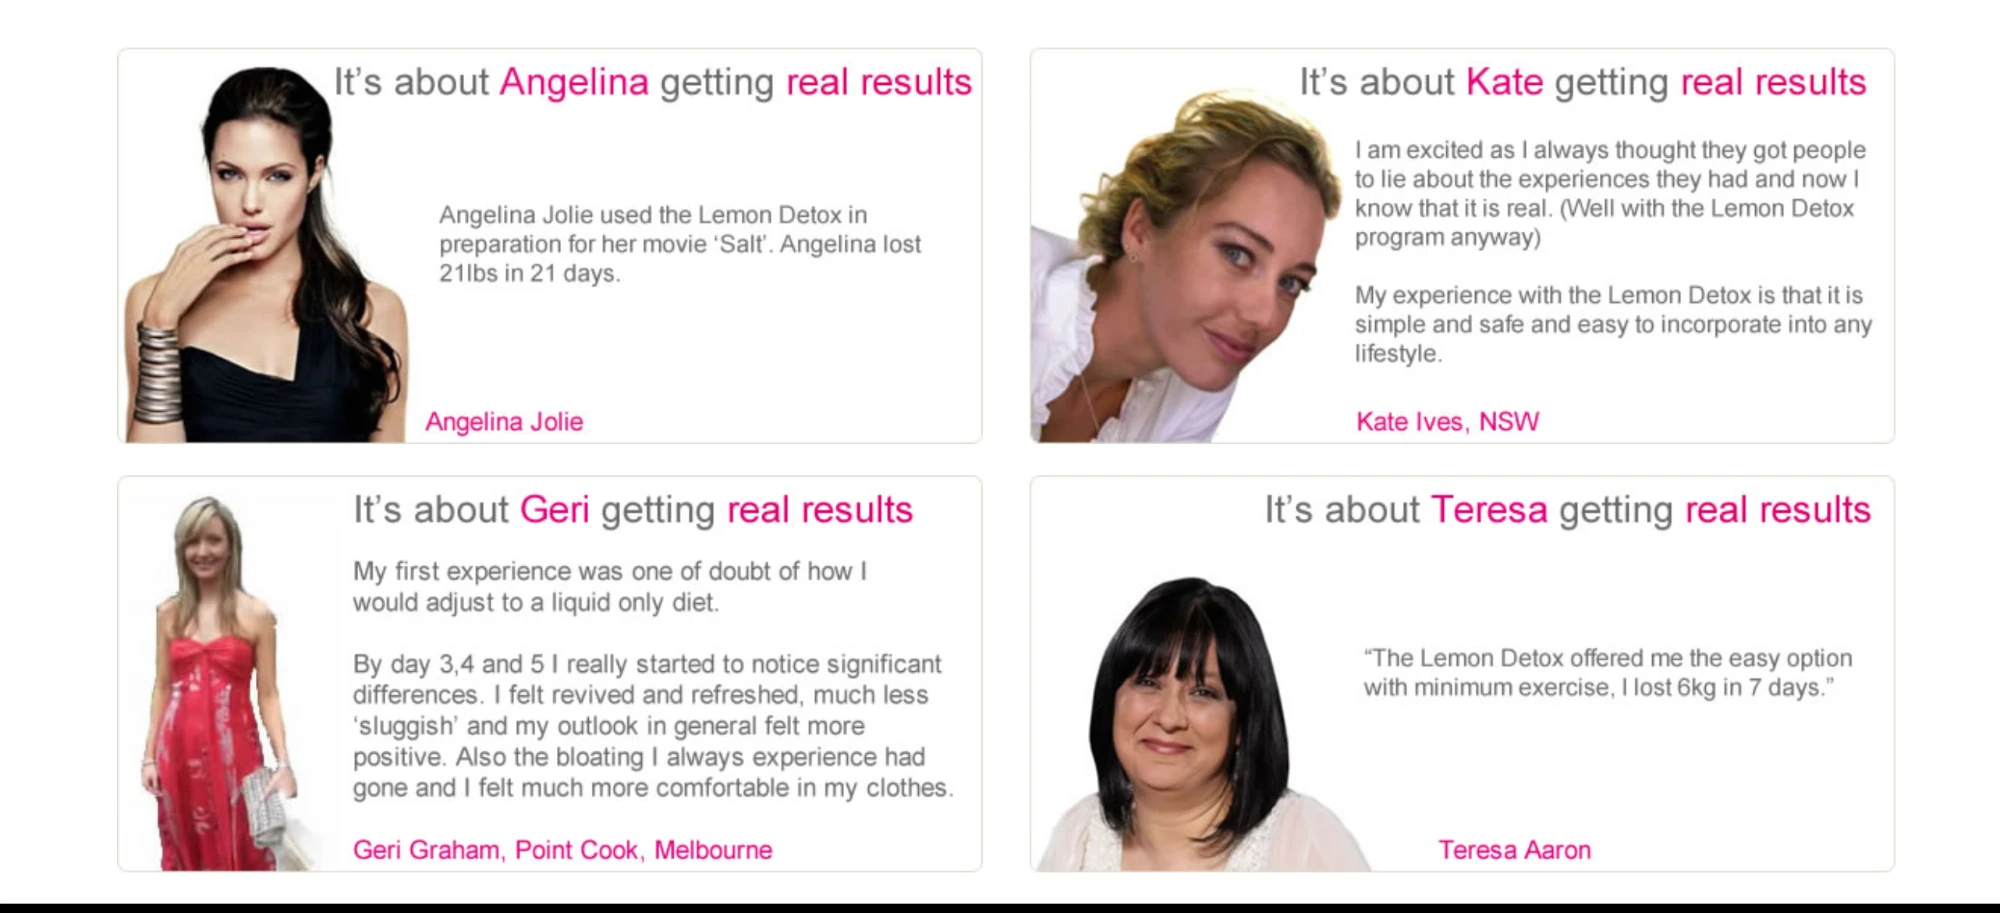 It's about Angelina getting real results
Angelina Jolie used the Lemon Detox in
preparation for her movie ‘Salt’. Angelina lost
21lbs in 21 days.
Angelina Jolie
It's about Kate getting real results
I am excited as I always thought they got people
to lie about the experiences they had and now I
know that it is real. (Well with the Lemon Detox
program anyway)
My experience with the Lemon Detox is that it is
simple and safe and easy to incorporate into any
lifestyle.
Kate Ives, NSW
It's about Geri getting real results
My first experience was one of doubt of how I
would adjust to a liquid only diet.
By day 3,4 and 5 I really started to notice significant
differences. I felt revived and refreshed, much less
‘sluggish’ and my outlook in general felt more
positive. Also the bloating I always experience had
gone and I felt much more comfortable in my clothes.
Geri Graham, Point Cook, Melbourne
It's about Teresa getting real results
“The Lemon Detox offered me the easy option
with minimum exercise, I lost 6kg in 7 days.”
Teresa Aaron